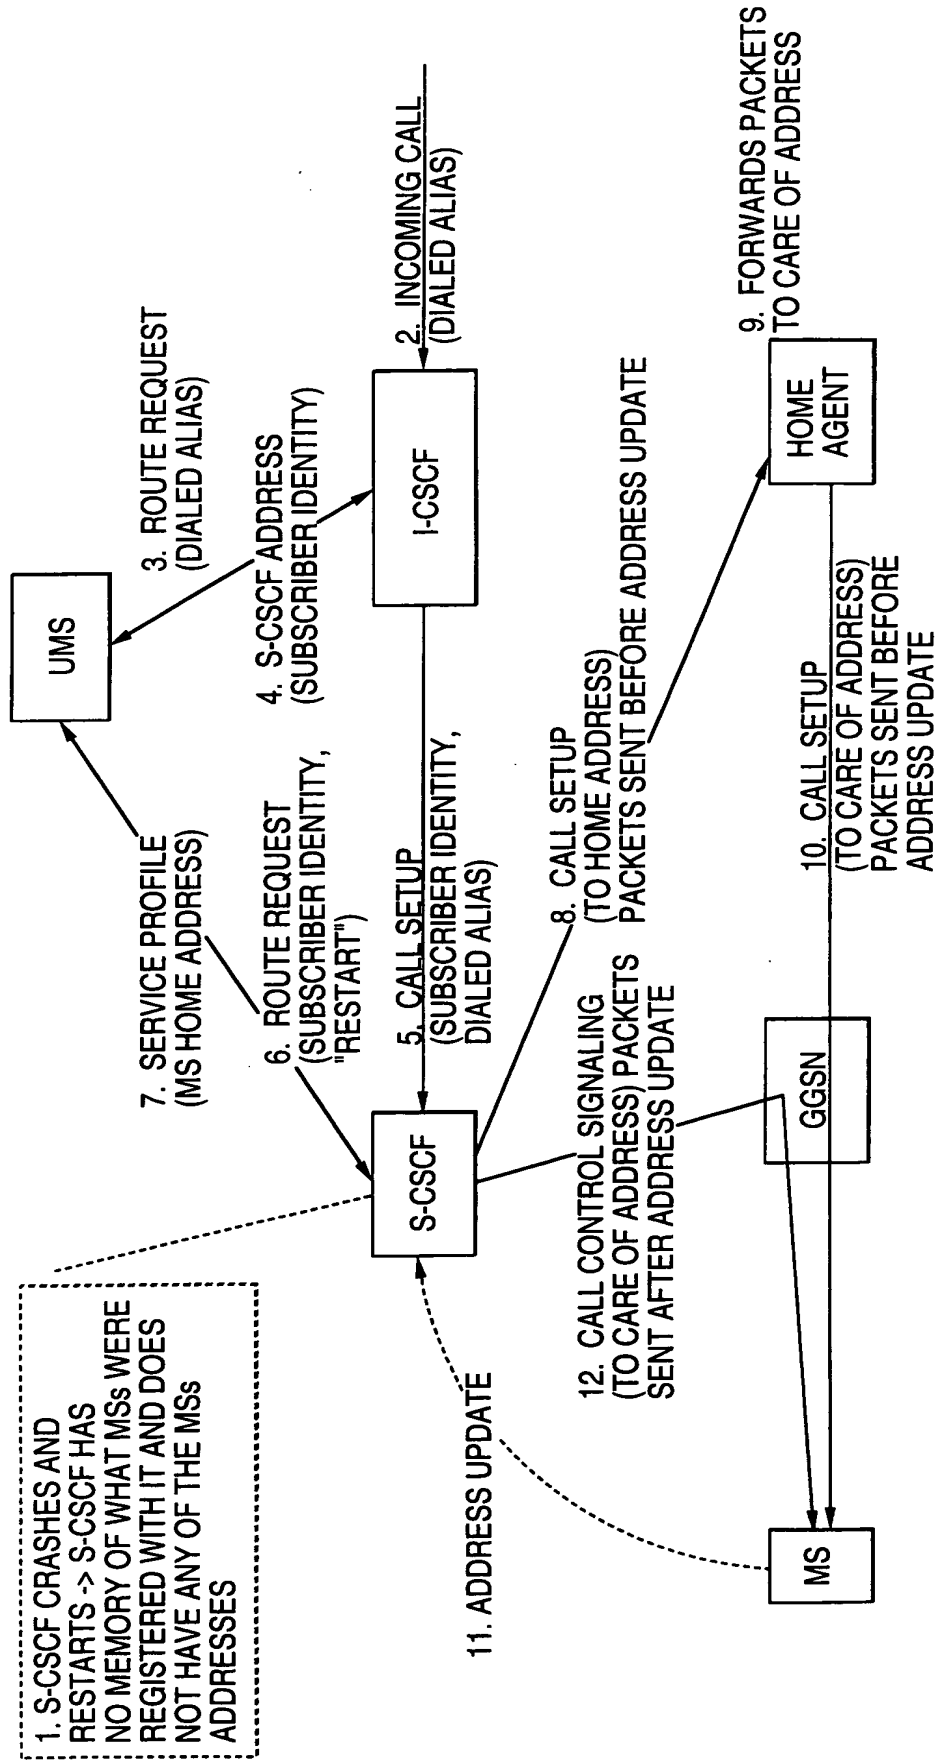 1. S-CSCF CRASHES AND
RESTARTS -> S-CSCF HAS
NO MEMORY OF WHAT MSs WERE
REGISTERED WITH IT AND DOES
NOT HAVE ANY OF THE MSs
ADDRESSES
UMS
7. SERVICE PROFILE
(MS HOME ADDRESS)
3. ROUTE REQUEST
(DIALED ALIAS)
6. ROUTE REQUEST
(SUBSCRIBER IDENTITY,
"RESTART")
4. S-CSCF ADDRESS
(SUBSCRIBER IDENTITY)
S-CSCF
5. CALL SETUP
(SUBSCRIBER IDENTITY,
DIALED ALIAS)
I-CSCF
2. INCOMING CALL
(DIALED ALIAS)
11. ADDRESS UPDATE
12. CALL CONTROL SIGNALING
(TO CARE OF ADDRESS) PACKETS
SENT AFTER ADDRESS UPDATE
8. CALL SETUP
(TO HOME ADDRESS)
PACKETS SENT BEFORE ADDRESS UPDATE
9. FORWARDS PACKETS
TO CARE OF ADDRESS
MS
GGSN
10. CALL SETUP
(TO CARE OF ADDRESS)
PACKETS SENT BEFORE
ADDRESS UPDATE
HOME
AGENT